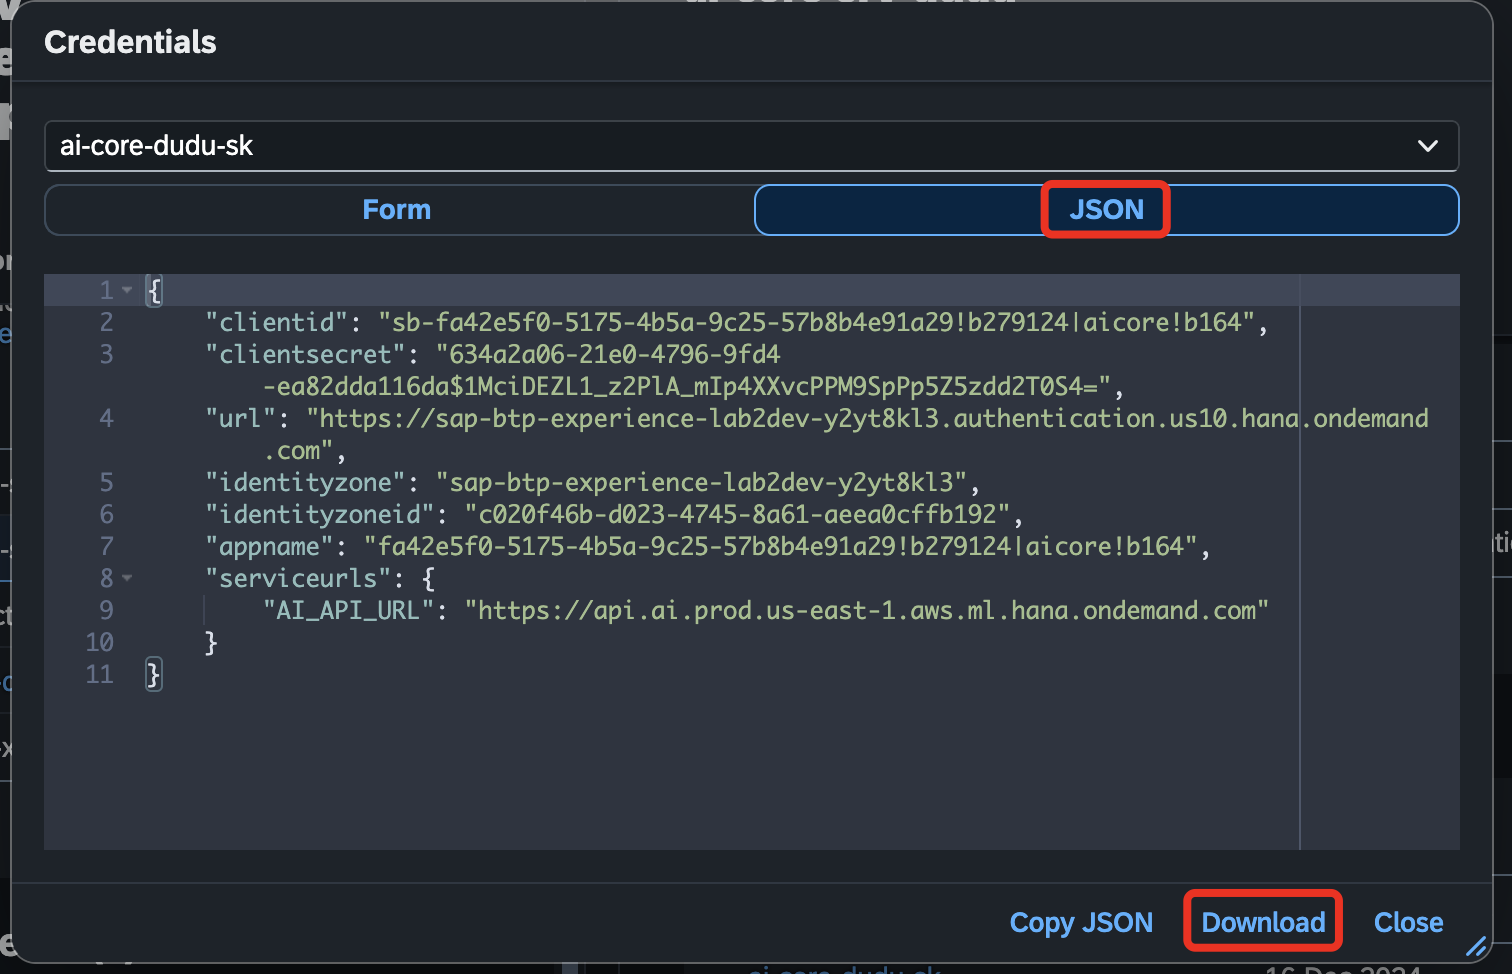 Credentials
ai-core-dudu-sk
Form
JSON
1 {
2 "clientid": "sb-fa42e5f0-5175-4b5a-9c25-57b8b4e91a29!b279124|aicore!b164",
3 "clientsecret": "634a2a06-21e0-4796-9fd4
-ea82dda116da$1MciDEZL1_z2PlA_mIp4XXvcPPM9SpPp5Z5zdd2T0S4=",
4 "url": "https://sap-btp-experience-lab2dev-y2yt8kl3.authentication.us10.hana.ondemand
.com",
5 "identityzone": "sap-btp-experience-lab2dev-y2yt8kl3",
6 "identityzoneid": "c020f46b-d023-4745-8a61-aeea0cffb192",
7 "appname": "fa42e5f0-5175-4b5a-9c25-57b8b4e91a29!b279124|aicore!b164",
8 "serviceurls": {
9 "AI_API_URL": "https://api.ai.prod.us-east-1.aws.ml.hana.ondemand.com"
10 }
11 }
Copy JSON
Download
Close